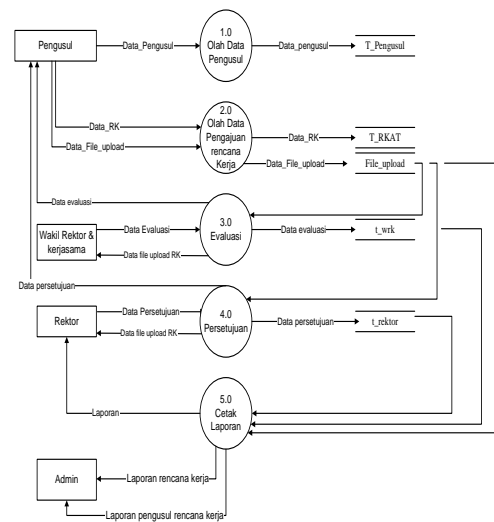 1.0
Olah Data
Pengusul
Pengusul
Data_Pengusul
Data_pengusul
T_Pengusul
2.0
Olah Data
Pengajuan
rencana
Kerja
Data_RK
Data_File_upload
Data_RK
T_RKAT
Data_File_upload
File_upload
Data evaluasi
3.0
Evaluasi
Wakil Rektor &
kerjasama
Data Evaluasi
Data file upload RK
Data evaluasi
t_wrk
Data persetujuan
4.0
Persetujuan
Rektor
Data Persetujuan
Data file upload RK
Data persetujuan
t_rektor
5.0
Cetak
Laporan
Laporan
Admin
Laporan rencana kerja
Laporan pengusul rencana kerja